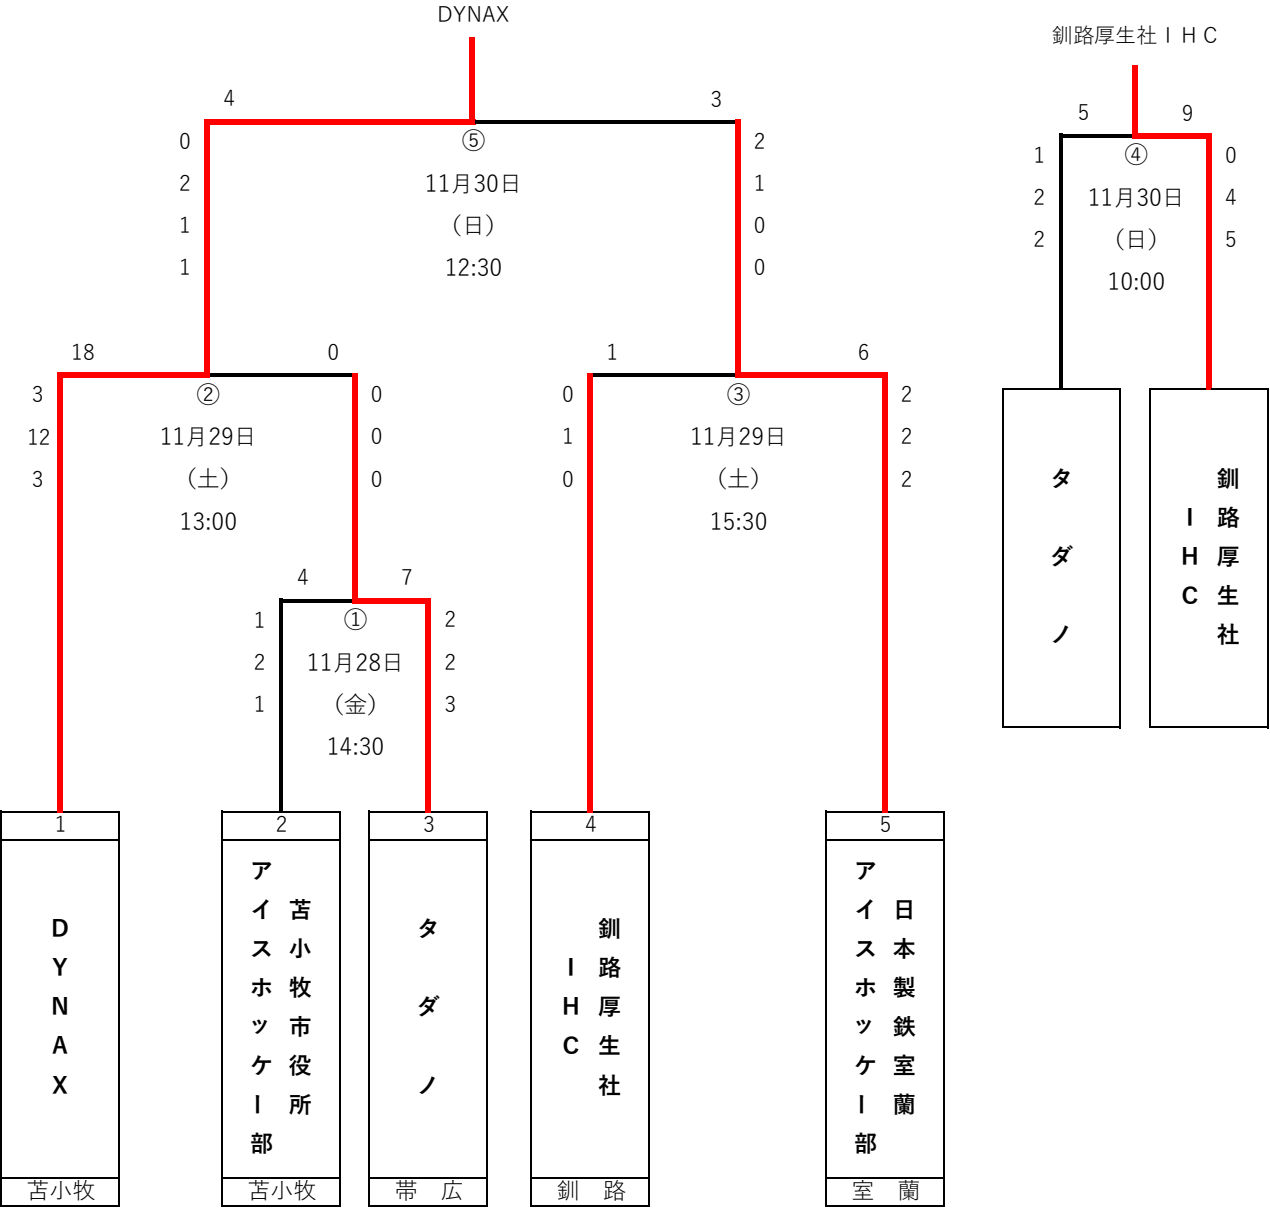 DYNAX
釧路厚生社ＩＨＣ
4
3
5
9
0
2
1
1
⑤
11月30日
（日）
12:30
2
1
0
0
1
2
2
④
11月30日
（日）
10:00
0
4
5
18
0
1
6
3
12
3
②
11月29日
（土）
13:00
0
0
0
0
1
0
③
11月29日
（土）
15:30
2
2
2
タダノ
釧路厚生社
ＩＨＣ
4
7
1
2
1
①
11月28日
（金）
14:30
2
2
3
1
DYNAX
苫小牧
2
苫小牧市役所
アイスホッケー部
苫小牧
3
タダノ
帯　広
4
釧路厚生社
ＩＨＣ
釧　路
5
日本製鉄室蘭
アイスホッケー部
室　蘭